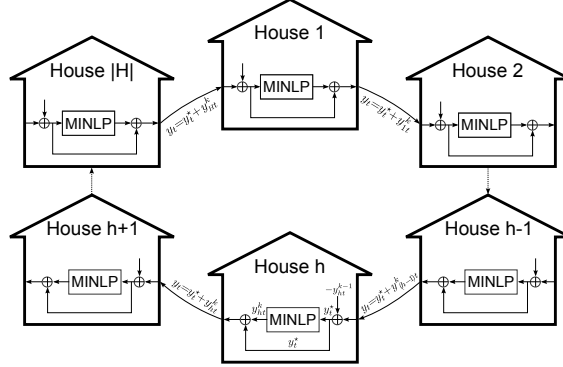 House |H|
MINLP
y_t=y_t^*+y_{Ht}^k
House 1
MINLP
y_t=y_t^*+y_{1t}^k
House 2
MINLP
House h+1
MINLP
y_t=y_t^*+y_{ht}^k
House h
-y_{ht}^{k-1}
y_{ht}^k
MINLP
y_t^*
y_t^*
y_t=y_t^*+y_{(h-1)t}^k
House h-1
MINLP